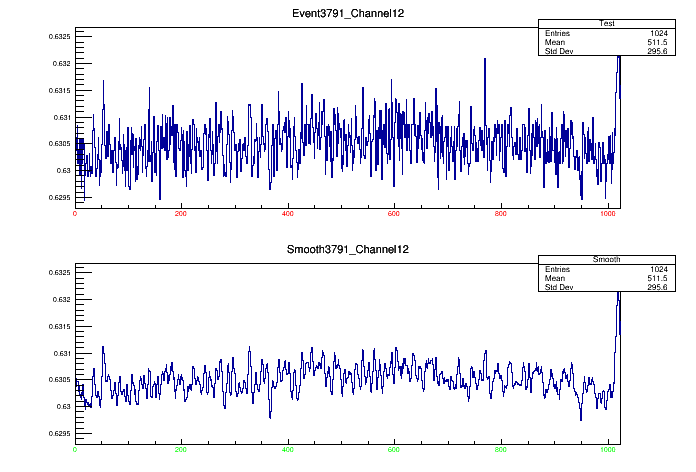 Event3791_Channel12
Test
Entries 1024
Mean 511.5
Std Dev 295.6
0.6325
0.632
0.6315
0.631
0.6305
0.63
0.6295
0 200 400 600 800 1000
Smooth3791_Channel12
Smooth
Entries 1024
Mean 511.5
Std Dev 295.6
0.6325
0.632
0.6315
0.631
0.6305
0.63
0.6295
0 200 400 600 800 1000